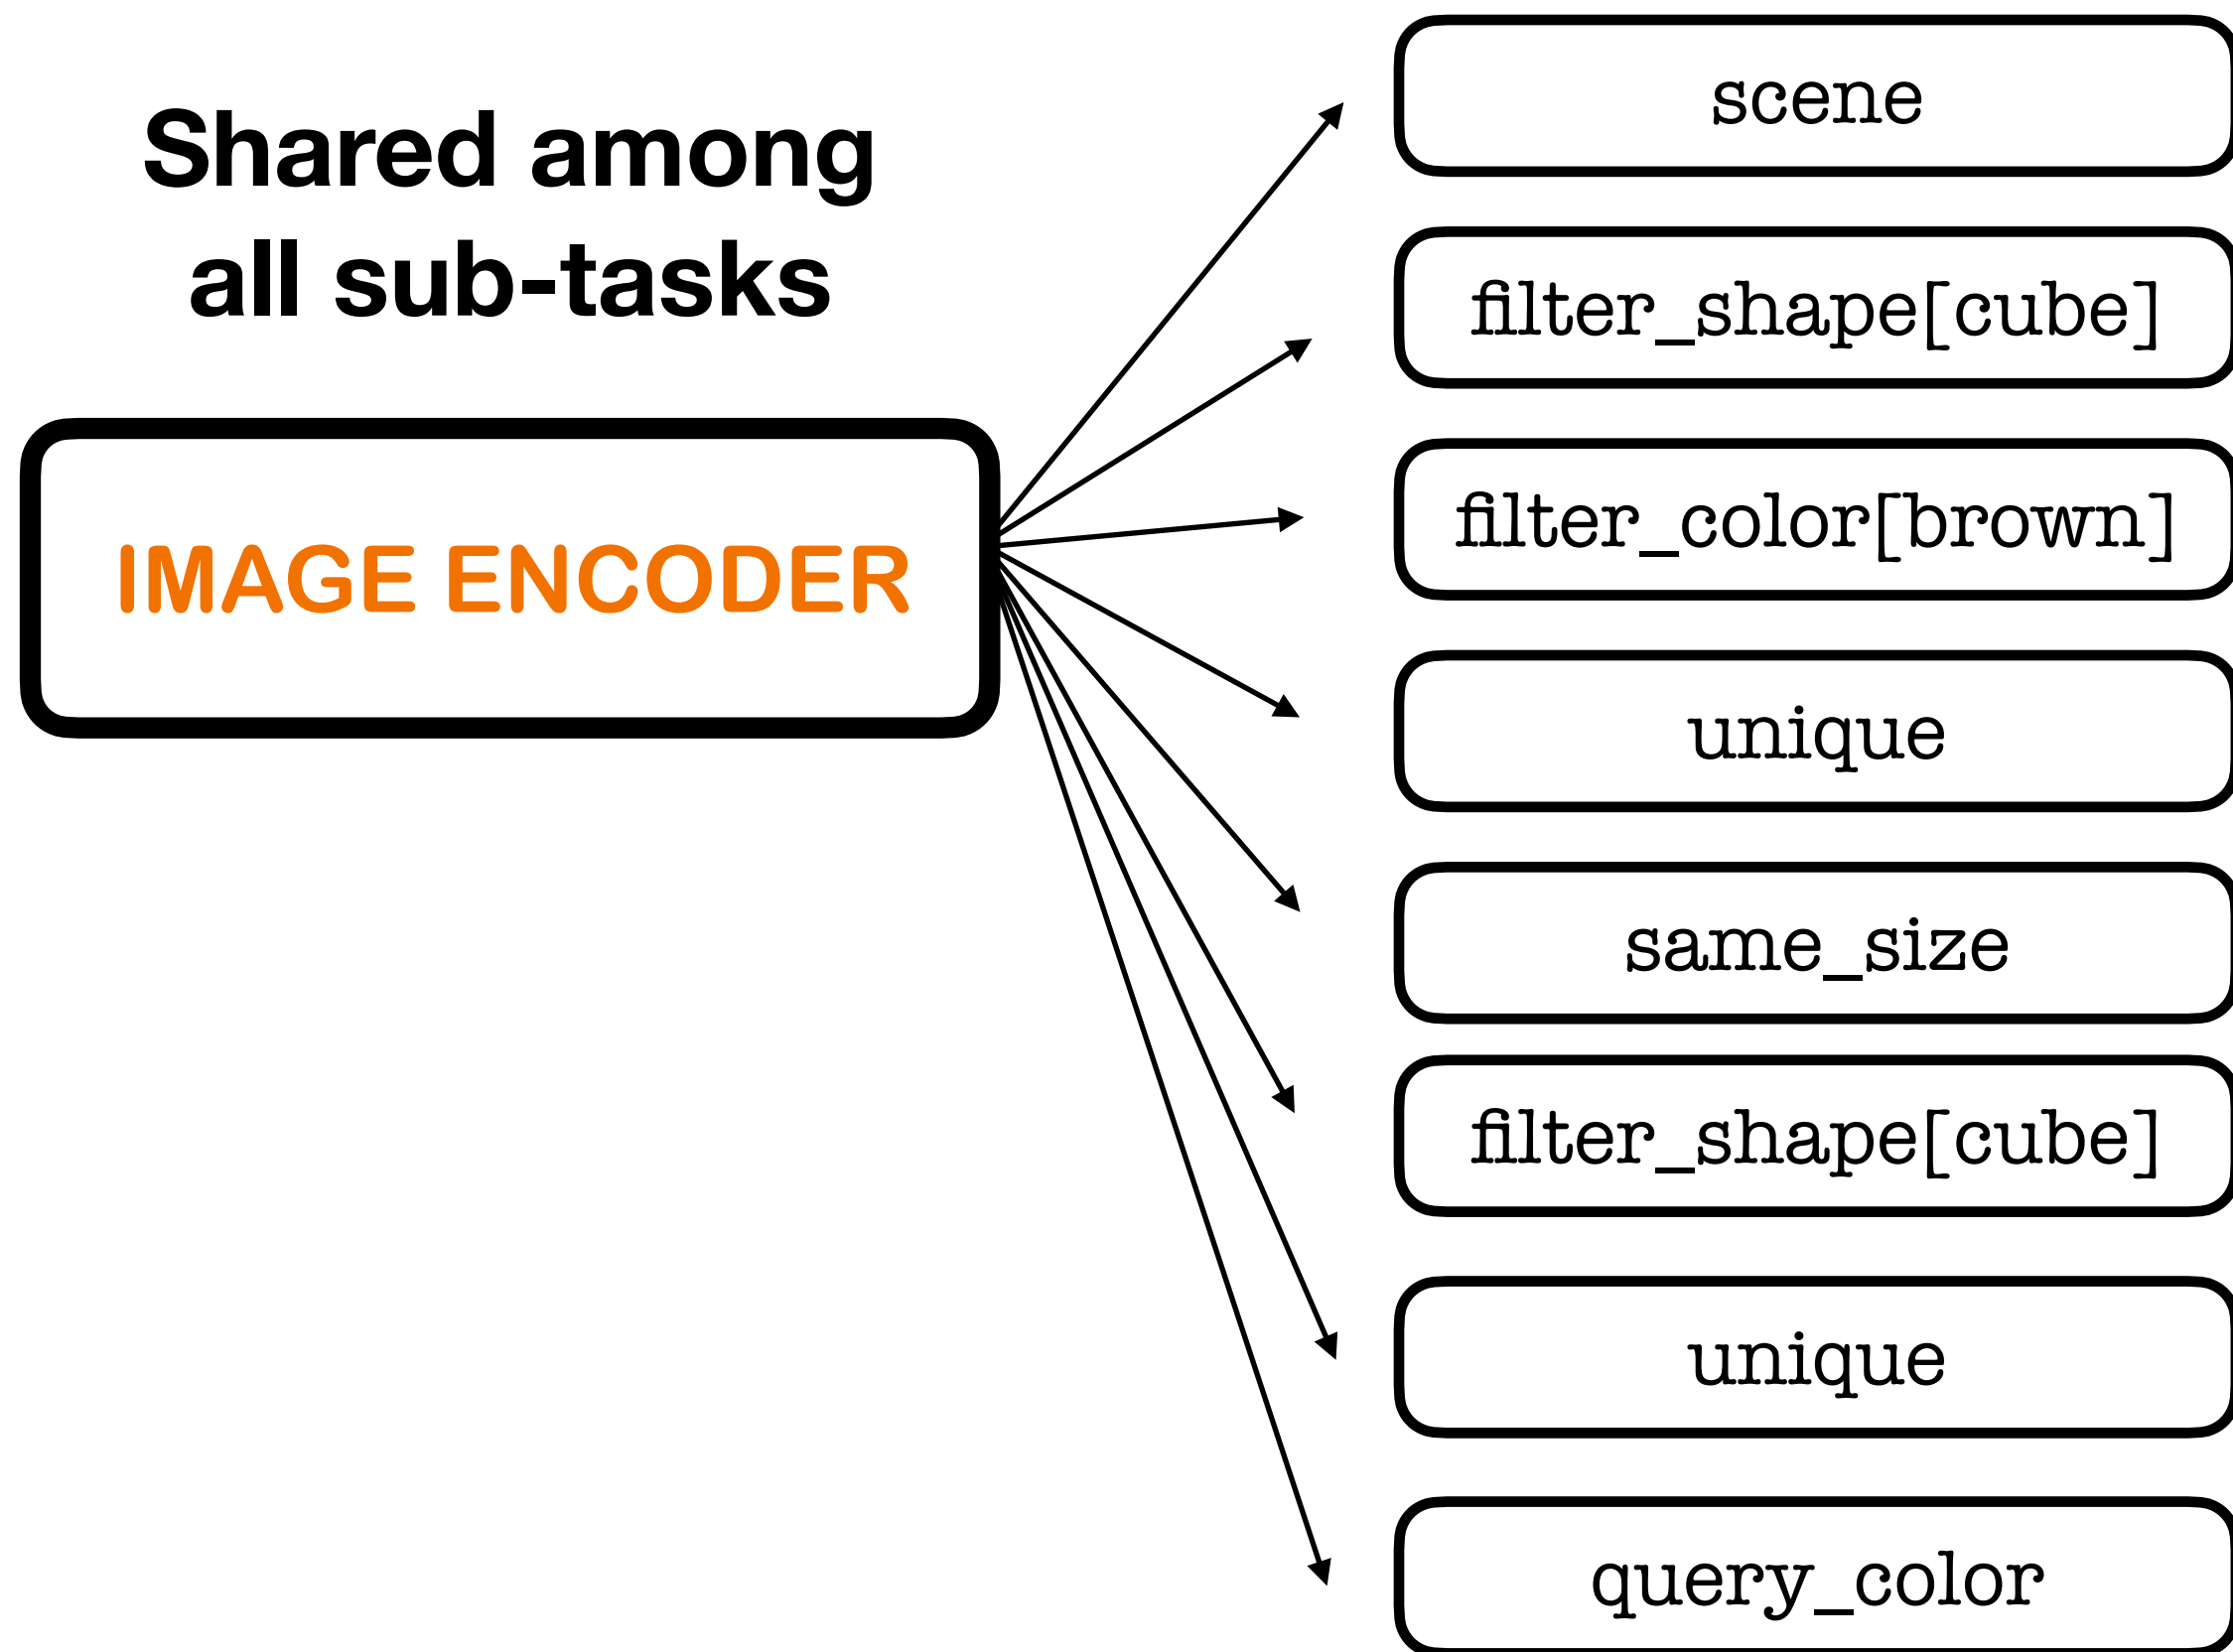 Shared among
all sub-tasks
IMAGE ENCODER
scene
filter_shape[cube]
filter_color[brown]
unique
same_size
filter_shape[cube]
unique
query_color